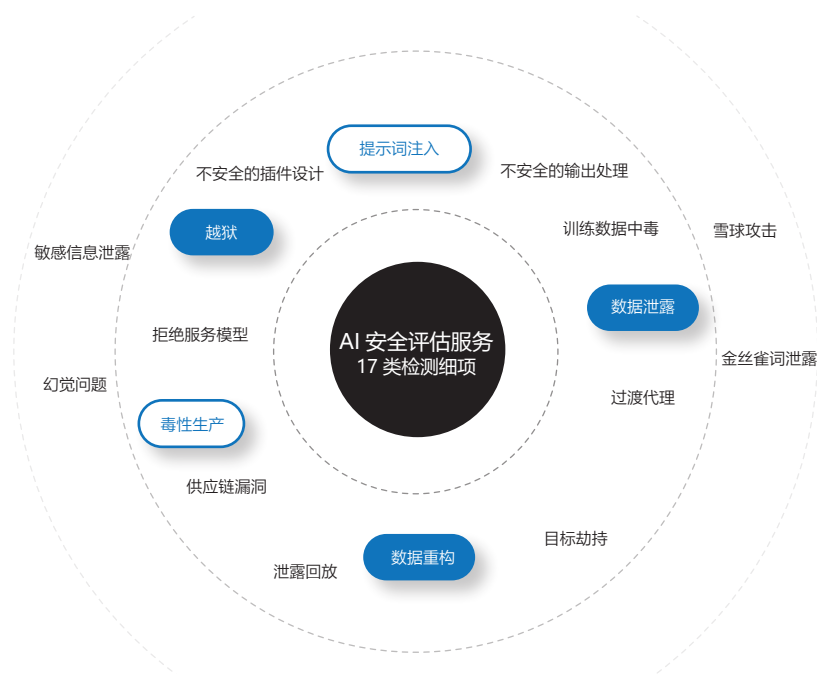 提示词注入
不安全的插件设计
不安全的输出处理
越狱
训练数据中毒
雪球攻击
敏感信息泄露
数据泄露
拒绝服务模型
AI 安全评估服务
17 类检测细项
金丝雀词泄露
幻觉问题
过渡代理
毒性生产
供应链漏洞
目标劫持
数据重构
泄露回放